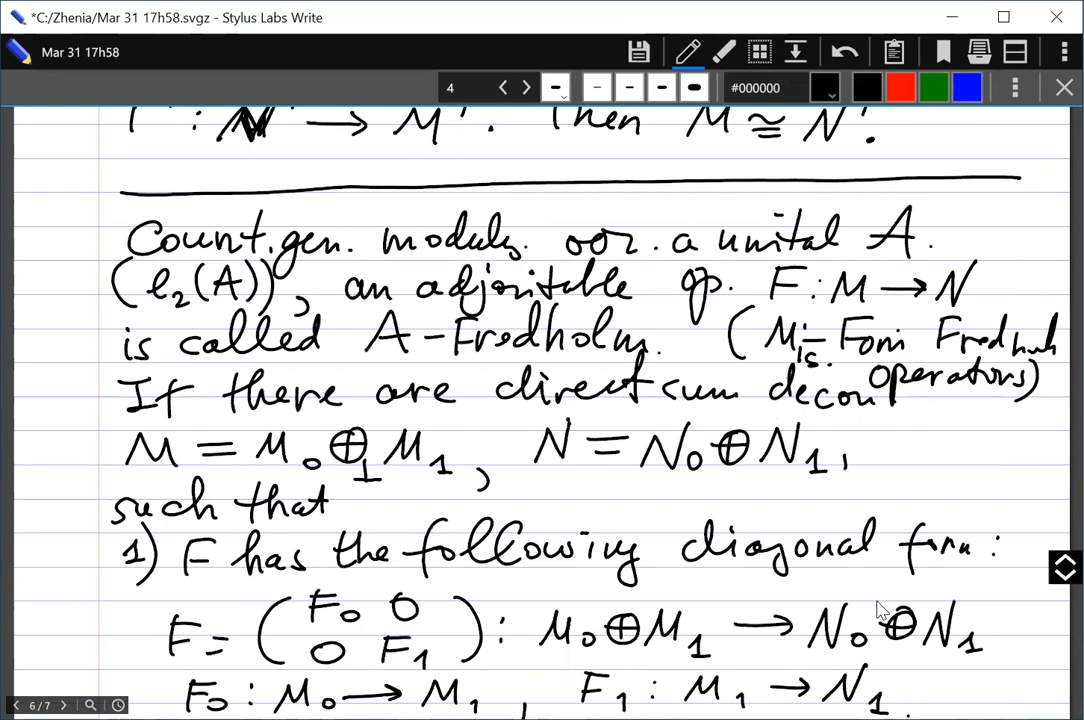 *C:/Zhenia/Mar 31 17h58.svgz - Stylus Labs Write
Mar 31 17h58
4 #000000
: N → M'. Then M ≅ N'.
Count.gen. modules. over. a unital A.
(l₂(A)), an adjointable op. F : M → N
is called A-Fredholm. (Mis.-Fom Fredholm
operators)
If there are direct sum decom
M = M₀ ⊕ M₁, N = N₀ ⊕ N₁,
such that
1) F has the following diagonal form:
F = (F₀ 0
0 F₁) : M₀ ⊕ M₁ → N₀ ⊕ N₁
F₀ : M₀ → M₁, F₁ : M₁ → N₁.
6/7